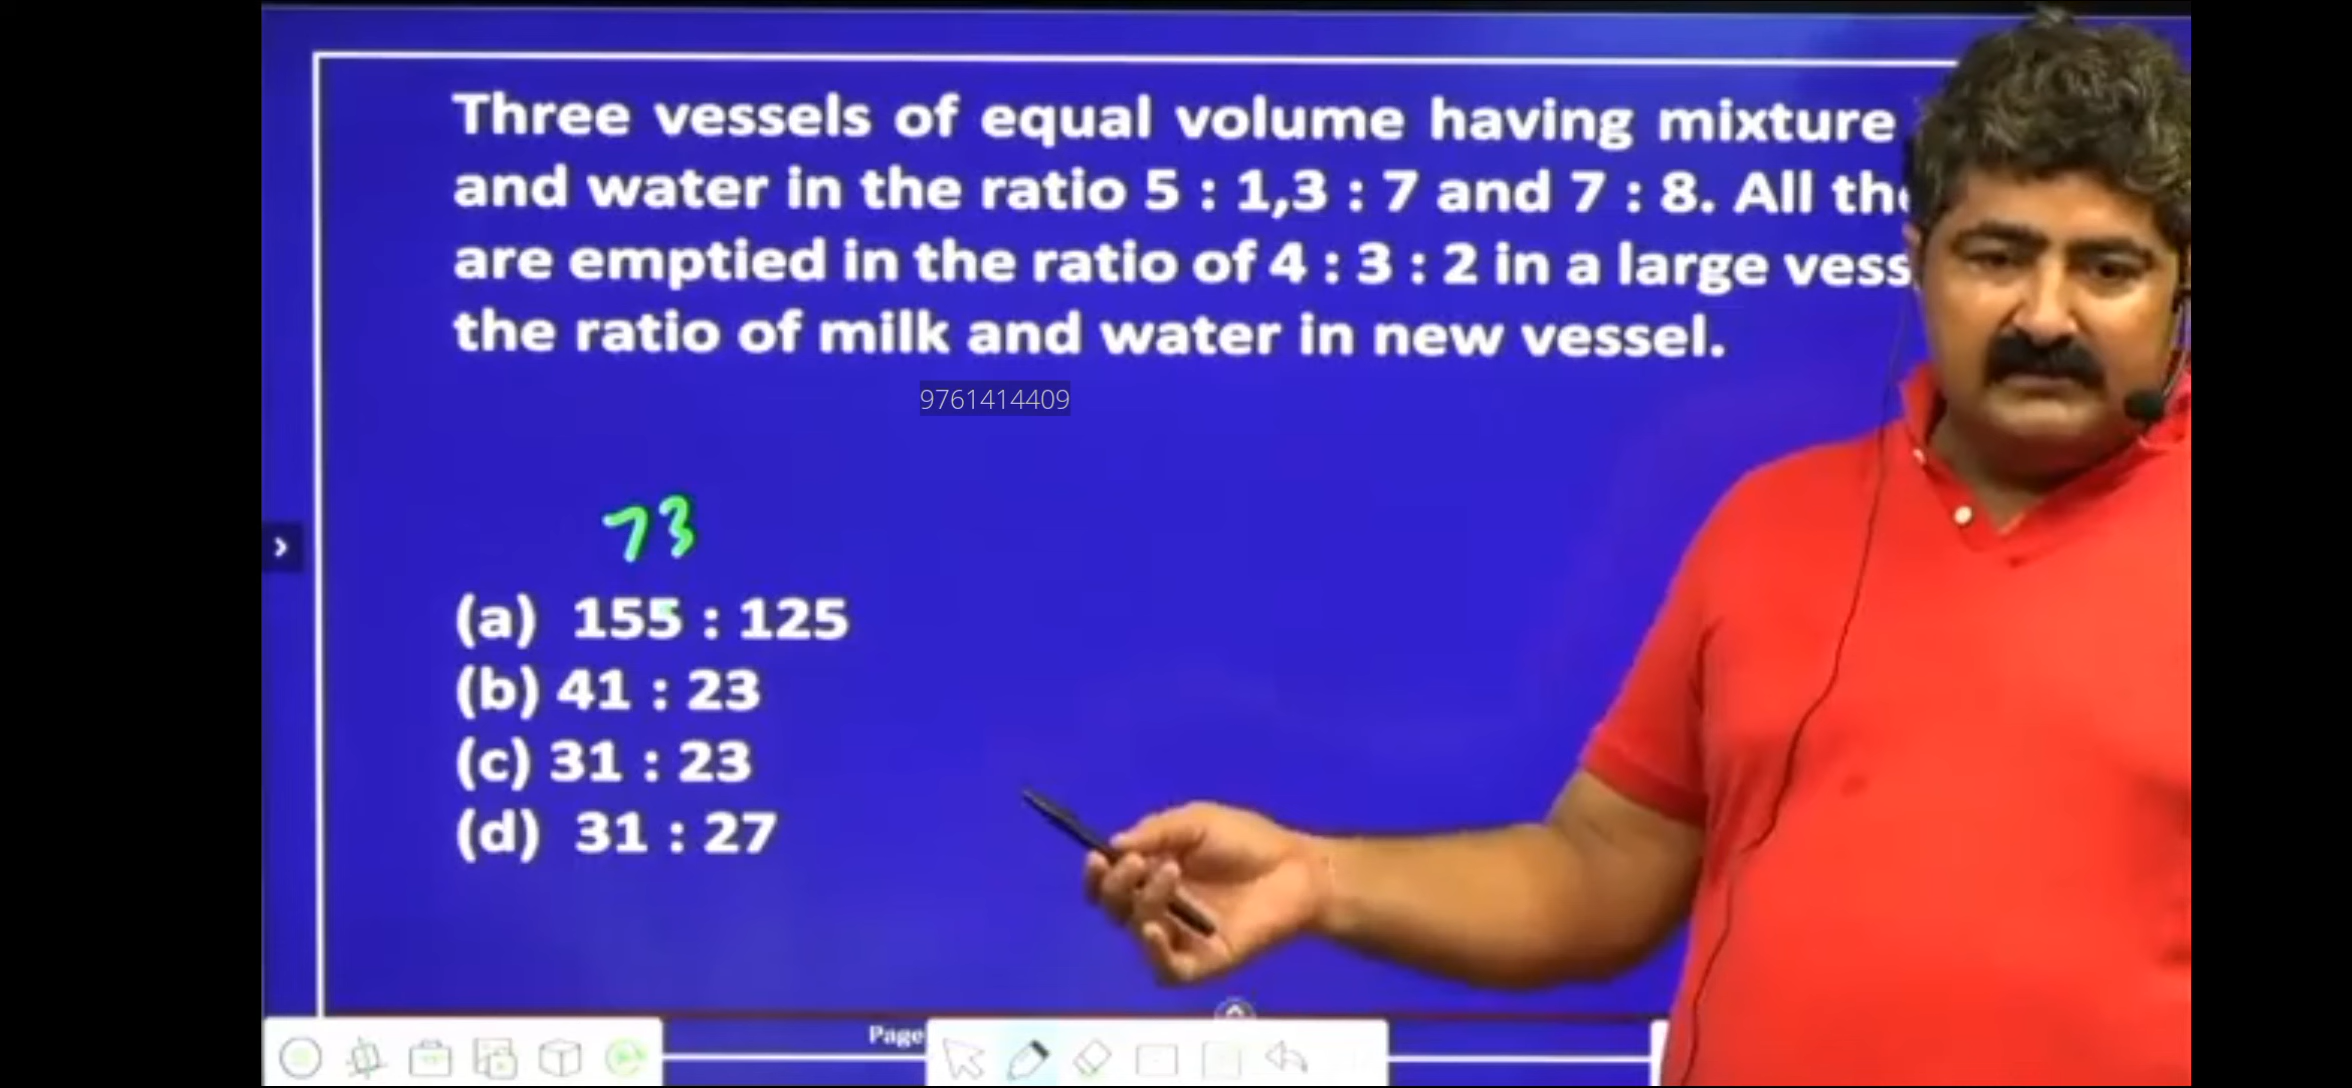 Three vessels of equal volume having mixture
and water in the ratio 5 : 1,3 : 7 and 7 : 8. All
are emptied in the ratio of 4 : 3 : 2 in a large
the ratio of milk and water in new vessel.
9761414409
73
(a) 155 : 125
(b) 41 : 23
(c) 31 : 23
(d) 31 : 27
Page